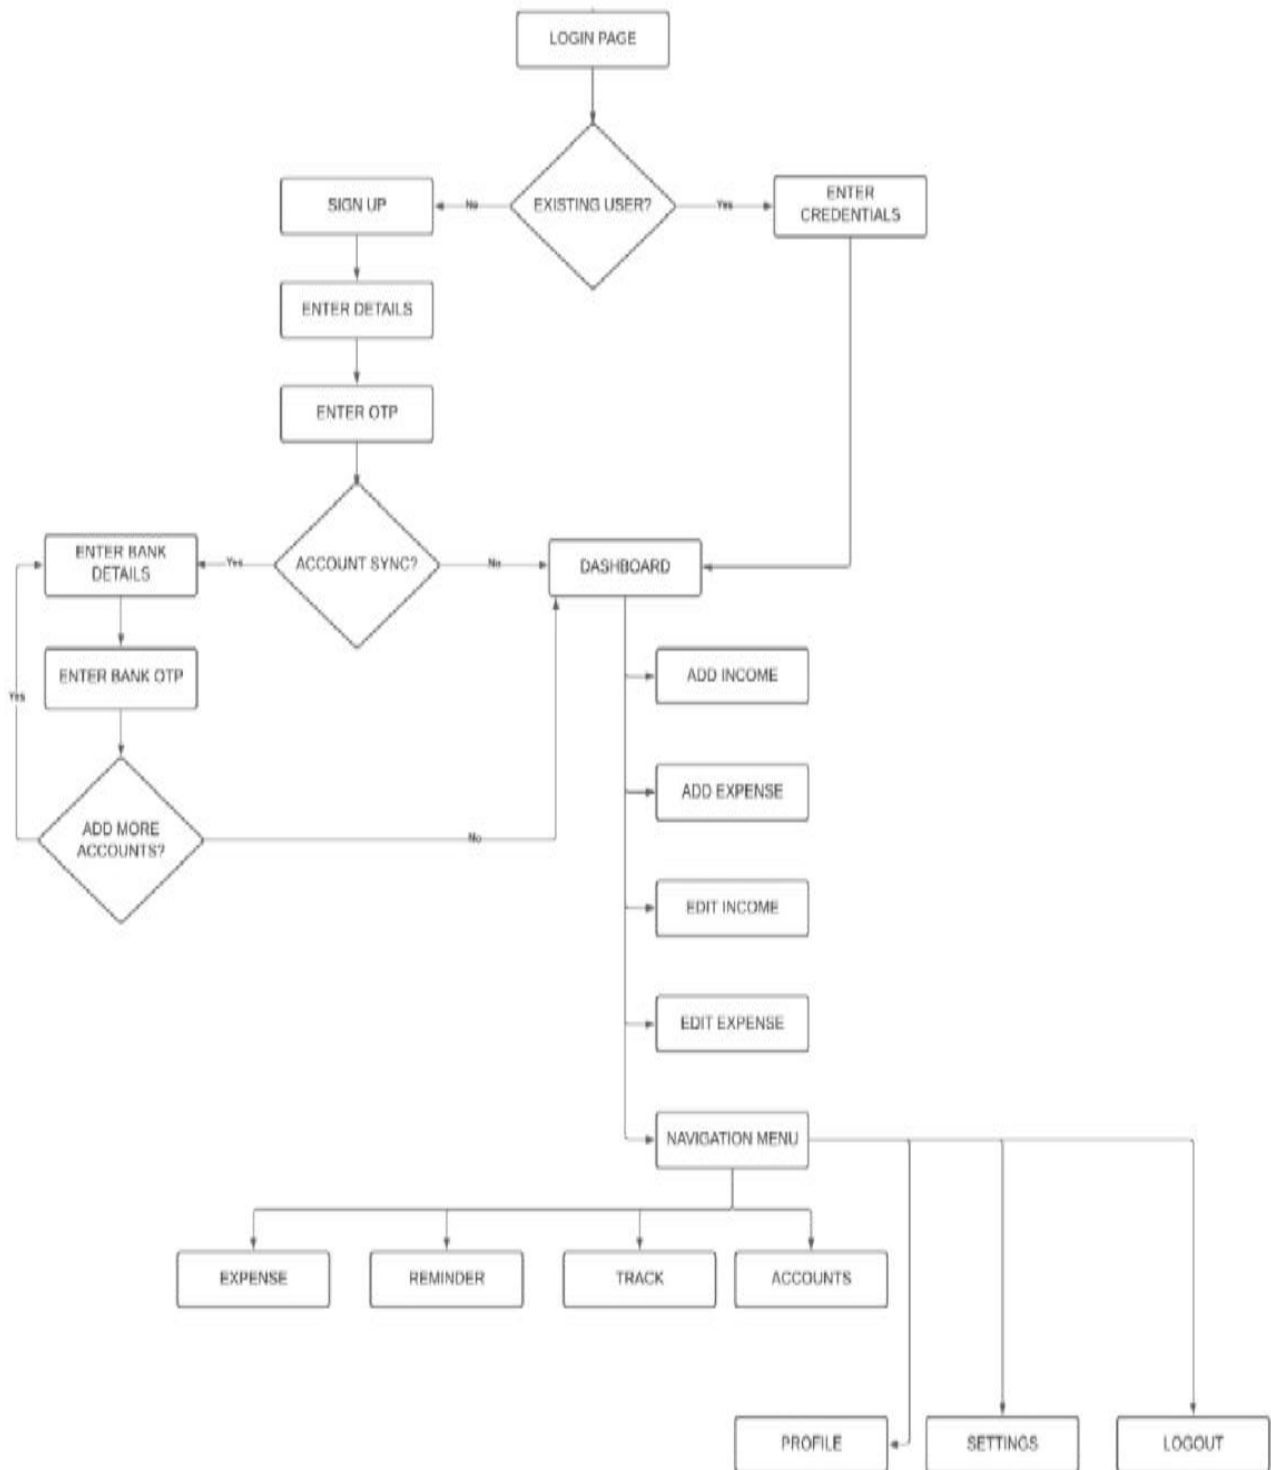 LOGIN PAGE
SIGN UP
No
EXISTING USER?
Yes
ENTER
CREDENTIALS
ENTER DETAILS
ENTER OTP
ENTER BANK
DETAILS
Yes
ACCOUNT SYNC?
No
DASHBOARD
ENTER BANK OTP
Yes
ADD INCOME
ADD EXPENSE
ADD MORE
ACCOUNTS?
No
EDIT INCOME
EDIT EXPENSE
NAVIGATION MENU
EXPENSE
REMINDER
TRACK
ACCOUNTS
PROFILE
SETTINGS
LOGOUT